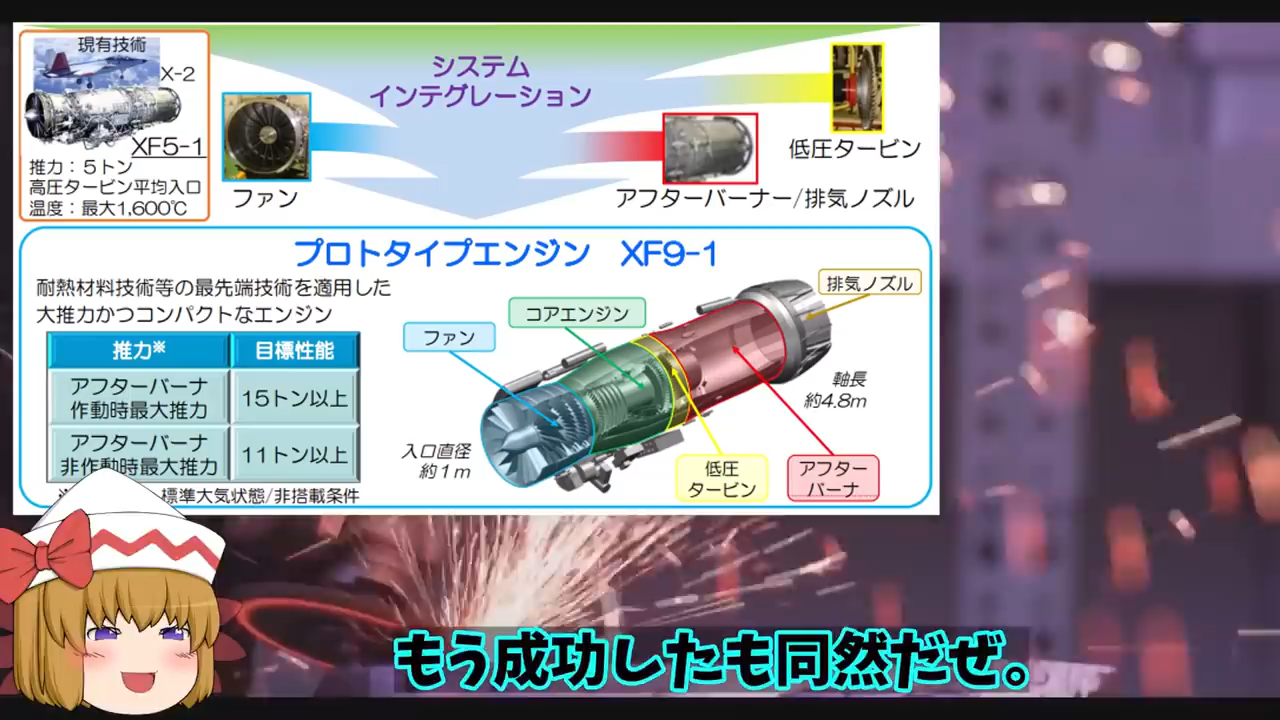 現有技術
X-2
XF5-1
推力：５トン
高圧タービン平均入口
温度：最大1,600℃
ファン
システム
インテグレーション
アフターバーナー/排気ノズル
低圧タービン
プロトタイプエンジン　XF9-1
耐熱材料技術等の最先端技術を適用した
大推力かつコンパクトなエンジン
推力※
目標性能
アフターバーナ
作動時最大推力
15トン以上
アフターバーナ
非作動時最大推力
11トン以上
標準大気状態/非搭載条件
ファン
コアエンジン
排気ノズル
軸長
約4.8m
入口直径
約１m
低圧
タービン
アフター
バーナ
もう成功したも同然だぜ。